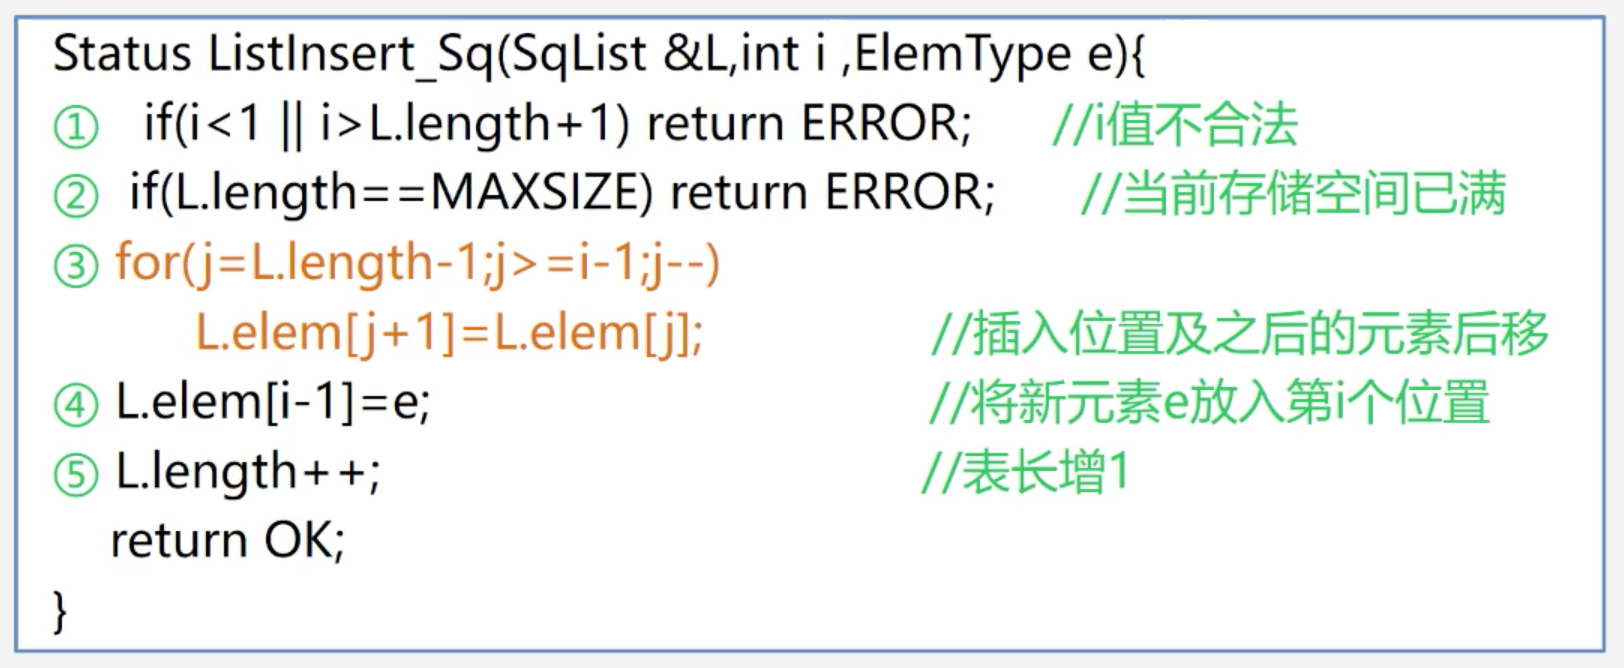 Status ListInsert_Sq(SqList &L,int i ,ElemType e){
① if(i<1 || i>L.length+1) return ERROR; //i值不合法
② if(L.length==MAXSIZE) return ERROR; //当前存储空间已满
③ for(j=L.length-1;j>=i-1;j--)
L.elem[j+1]=L.elem[j]; //插入位置及之后的元素后移
④ L.elem[i-1]=e; //将新元素e放入第i个位置
⑤ L.length++; //表长增1
return OK;
}